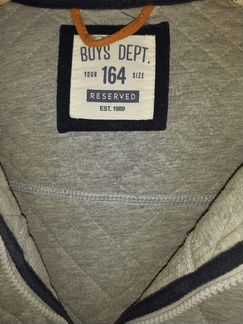 BOYS DEPT.
YOUR 164 SIZE
RESERVED
EST. 1989